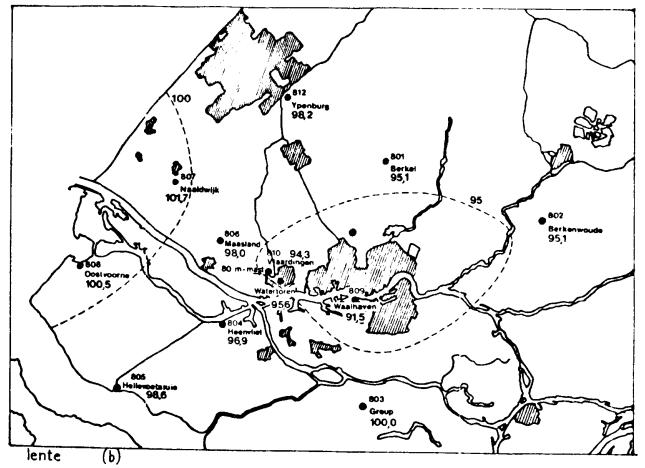 812
Ypenburg
98,2
100
801
Berkel
95,1
807
Naaldwijk
101,7
95
802
Berkenwoude
95,1
806
Maasland
98,0
810
94,3
Vlaardingen
80 m-mast
808
Oostvoorne
100,5
Watertoren
95,6
809
Waalhaven
91,5
804
Heenvliet
96,9
805
Hellevoetsluis
98,6
803
Group
100,0
lente (b)